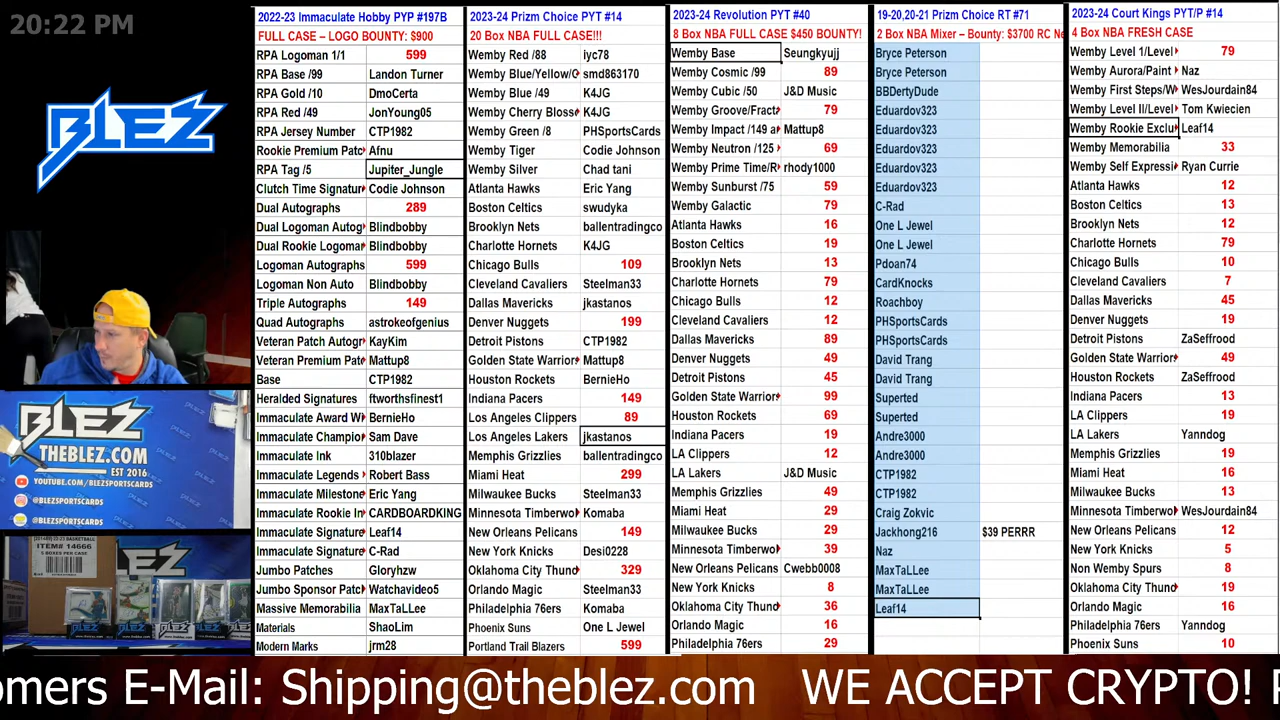 20:22 PM
BLEZ
BLEZ
THEBLEZ.COM
EST 2016
YOUTUBE.COM/BLEZSPORTSCARDS
@BLEZSPORTSCARDS
@BLEZSPORTSCARDS
ITEM# 14666
BLEZ
2022-23 Immaculate Hobby PYP #197B
FULL CASE – LOGO BOUNTY: $900
RPA Logoman 1/1 599
RPA Base /99 Landon Turner
RPA Gold /10 DmoCerta
RPA Red /49 JonYoung05
RPA Jersey Number CTP1982
Rookie Premium Patc Afnu
RPA Tag /5 Jupiter_Jungle
Clutch Time Signatur Codie Johnson
Dual Autographs 289
Dual Logoman Autog Blindbobby
Dual Rookie Logomar Blindbobby
Logoman Autographs 599
Logoman Non Auto Blindbobby
Triple Autographs 149
Quad Autographs astrokeofgenius
Veteran Patch Autogr KayKim
Veteran Premium Pat Mattup8
Base CTP1982
Heralded Signatures ftworthsfinest1
Immaculate Award W BernieHo
Immaculate Champio Sam Dave
Immaculate Ink 310blazer
Immaculate Legends Robert Bass
Immaculate Milestone Eric Yang
Immaculate Rookie In CARDBOARDKING
Immaculate Signature Leaf14
Immaculate Signature C-Rad
Jumbo Patches Gloryhzw
Jumbo Sponsor Patc Watchavideo5
Massive Memorabilia MaxTaLLee
Materials ShaoLim
Modern Marks jrm28
2023-24 Prizm Choice PYT #14
20 Box NBA FULL CASE!!!
Wemby Red /88 iyc78
Wemby Blue/Yellow/G smd863170
Wemby Blue /49 K4JG
Wemby Cherry Blosso K4JG
Wemby Green /8 PHSportsCards
Wemby Tiger Codie Johnson
Wemby Silver Chad tani
Atlanta Hawks Eric Yang
Boston Celtics swudyka
Brooklyn Nets ballentradingco
Charlotte Hornets K4JG
Chicago Bulls 109
Cleveland Cavaliers Steelman33
Dallas Mavericks jkastanos
Denver Nuggets 199
Detroit Pistons CTP1982
Golden State Warrior Mattup8
Houston Rockets BernieHo
Indiana Pacers 149
Los Angeles Clippers 89
Los Angeles Lakers jkastanos
Memphis Grizzlies ballentradingco
Miami Heat 299
Milwaukee Bucks Steelman33
Minnesota Timberwo Komaba
New Orleans Pelicans 149
New York Knicks Desi0228
Oklahoma City Thund 329
Orlando Magic Steelman33
Philadelphia 76ers Komaba
Phoenix Suns One L Jewel
Portland Trail Blazers 599
2023-24 Revolution PYT #40
8 Box NBA FULL CASE $450 BOUNTY!
Wemby Base Seungkyujj
Wemby Cosmic /99 89
Wemby Cubic /50 J&D Music
Wemby Groove/Fract 79
Wemby Impact /149 a Mattup8
Wemby Neutron /125 69
Wemby Prime Time/R rhody1000
Wemby Sunburst /75 59
Wemby Galactic 79
Atlanta Hawks 16
Boston Celtics 19
Brooklyn Nets 13
Charlotte Hornets 79
Chicago Bulls 12
Cleveland Cavaliers 12
Dallas Mavericks 89
Denver Nuggets 49
Detroit Pistons 45
Golden State Warriors 99
Houston Rockets 69
Indiana Pacers 19
LA Clippers 12
LA Lakers J&D Music
Memphis Grizzlies 49
Miami Heat 29
Milwaukee Bucks 29
Minnesota Timberwo 39
New Orleans Pelicans Cwebb0008
New York Knicks 8
Oklahoma City Thund 36
Orlando Magic 16
Philadelphia 76ers 29
19-20,20-21 Prizm Choice RT #71
2 Box NBA Mixer – Bounty: $3700 RC Ne
Bryce Peterson
Bryce Peterson
BBDertyDude
Eduardov323
Eduardov323
Eduardov323
Eduardov323
Eduardov323
C-Rad
One L Jewel
One L Jewel
Pdoan74
CardKnocks
Roachboy
PHSportsCards
PHSportsCards
David Trang
David Trang
Superted
Superted
Andre3000
Andre3000
CTP1982
CTP1982
Craig Zokvic
Jackhong216 $39 PERRR
Naz
MaxTaLLee
MaxTaLLee
Leaf14
2023-24 Court Kings PYT/P #14
4 Box NBA FRESH CASE
Wemby Level 1/Level 79
Wemby Aurora/Paint Naz
Wemby First Steps/W WesJourdain84
Wemby Level II/Level Tom Kwiecien
Wemby Rookie Exclu Leaf14
Wemby Memorabilia 33
Wemby Self Expressi Ryan Currie
Atlanta Hawks 12
Boston Celtics 13
Brooklyn Nets 12
Charlotte Hornets 79
Chicago Bulls 10
Cleveland Cavaliers 7
Dallas Mavericks 45
Denver Nuggets 19
Detroit Pistons ZaSeffrood
Golden State Warrior 49
Houston Rockets ZaSeffrood
Indiana Pacers 13
LA Clippers 19
LA Lakers Yanndog
Memphis Grizzlies 19
Miami Heat 16
Milwaukee Bucks 13
Minnesota Timberwo WesJourdain84
New Orleans Pelicans 12
New York Knicks 5
Non Wemby Spurs 8
Oklahoma City Thund 19
Orlando Magic 16
Philadelphia 76ers Yanndog
Phoenix Suns 10
omers E-Mail: Shipping@theblez.com WE ACCEPT CRYPTO!